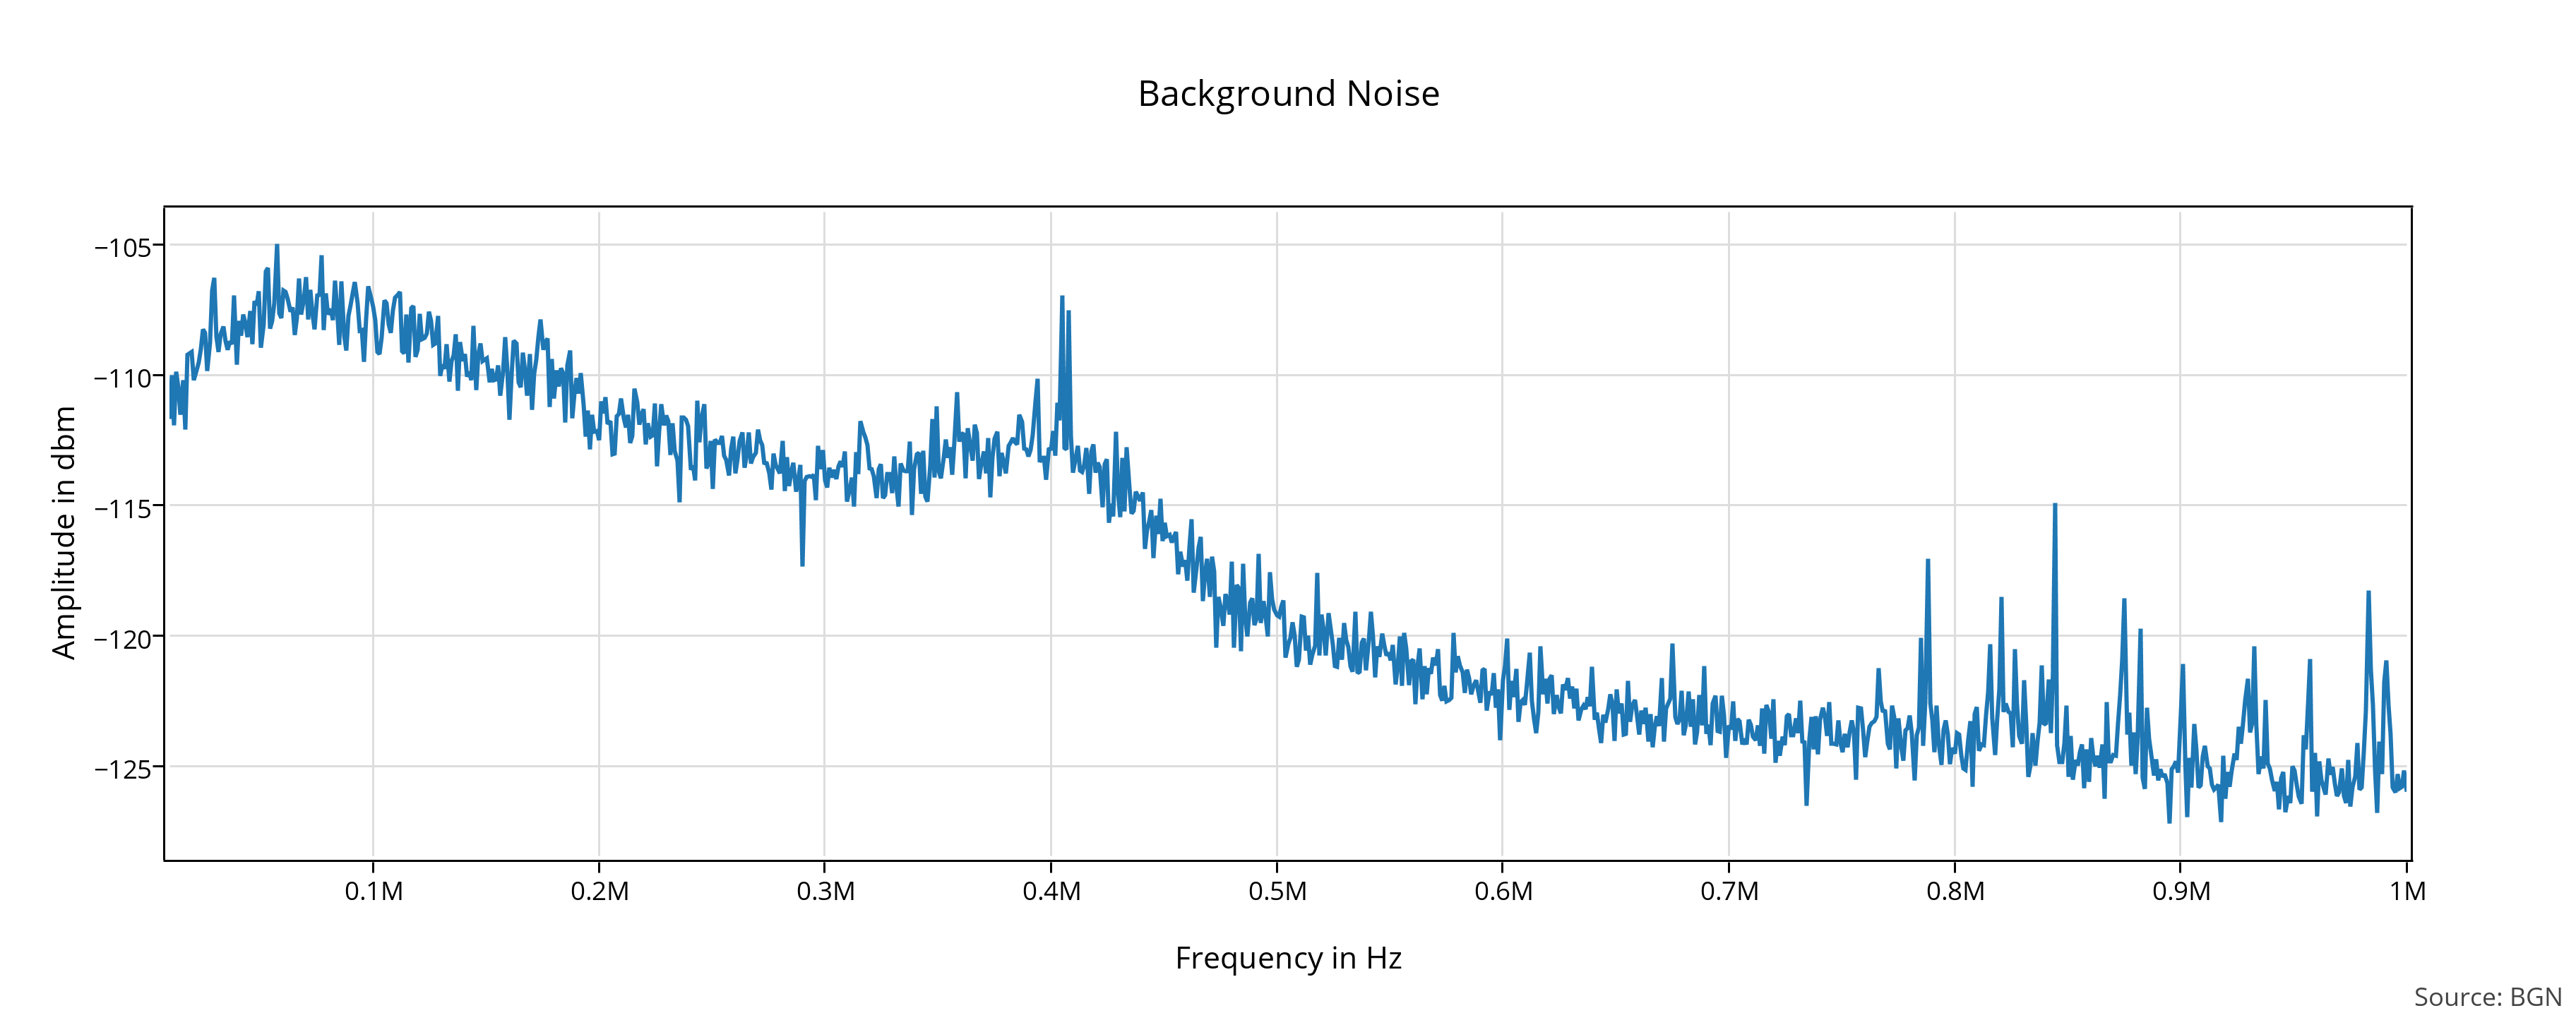 Background Noise
−105
−110
−115
−120
−125
Amplitude in dbm
0.1M 0.2M 0.3M 0.4M 0.5M 0.6M 0.7M 0.8M 0.9M 1M
Frequency in Hz
Source: BGN